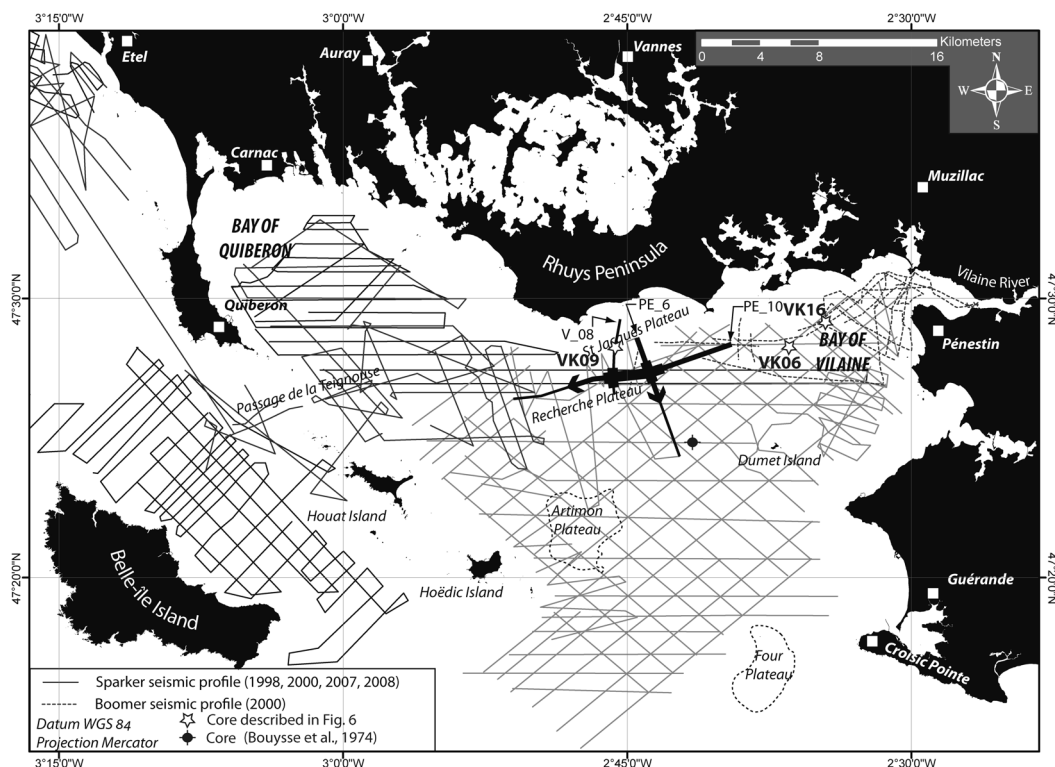 3°15'0"W
3°0'0"W
2°45'0"W
2°30'0"W
Etel
Auray
Vannes
Kilometers
0
4
8
16
N
W
E
S
Carnac
Muzillac
BAY OF
QUIBERON
Rhuys Peninsula
Vilaine River
47°30'0"N
47°30'0"N
Quiberon
PE_6
PE_10
VK16
V_08
St Jacques Plateau
VK09
VK06
BAY OF
VILAINE
Pénestin
Passage de la Teignouse
Recherche Plateau
Dumet Island
Houat Island
Artimon
Plateau
47°20'0"N
47°20'0"N
Belle-île Island
Hoëdic Island
Guérande
Four
Plateau
Croisic Pointe
Sparker seismic profile (1998, 2000, 2007, 2008)
Boomer seismic profile (2000)
Datum WGS 84
Core described in Fig. 6
Projection Mercator
Core (Bouysse et al., 1974)
3°15'0"W
3°0'0"W
2°45'0"W
2°30'0"W